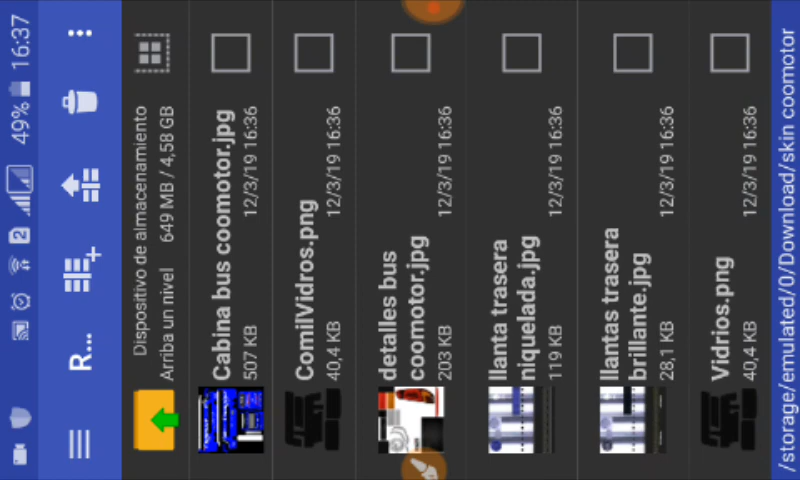 49% 16:37
2
R...
/storage/emulated/0/Download/skin coomotor
Dispositivo de almacenamiento
Arriba un nivel 649 MB / 4,58 GB
Cabina bus coomotor.jpg
507 KB 12/3/19 16:36
ComilVidros.png
40,4 KB 12/3/19 16:36
detalles bus
coomotor.jpg
203 KB 12/3/19 16:36
llanta trasera
niquelada.jpg
119 KB 12/3/19 16:36
llantas trasera
brillante.jpg
28,1 KB 12/3/19 16:36
Vidrios.png
40,4 KB 12/3/19 16:36